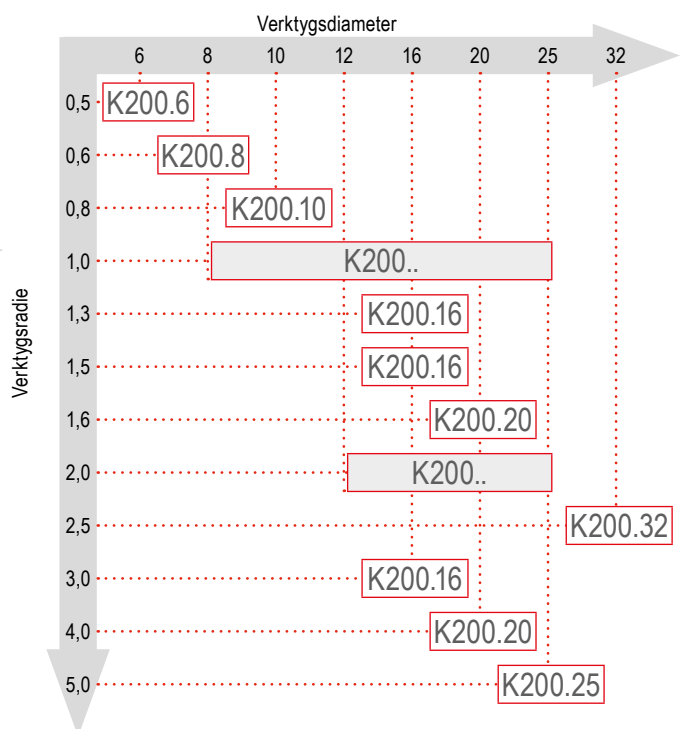 Verktygsdiameter
6 8 10 12 16 20 25 32
0,5 K200.6
0,6 K200.8
0,8 K200.10
1,0 K200..
1,3 K200.16
1,5 K200.16
1,6 K200.20
2,0 K200..
2,5 K200.32
3,0 K200.16
4,0 K200.20
5,0 K200.25
Verktygsradie